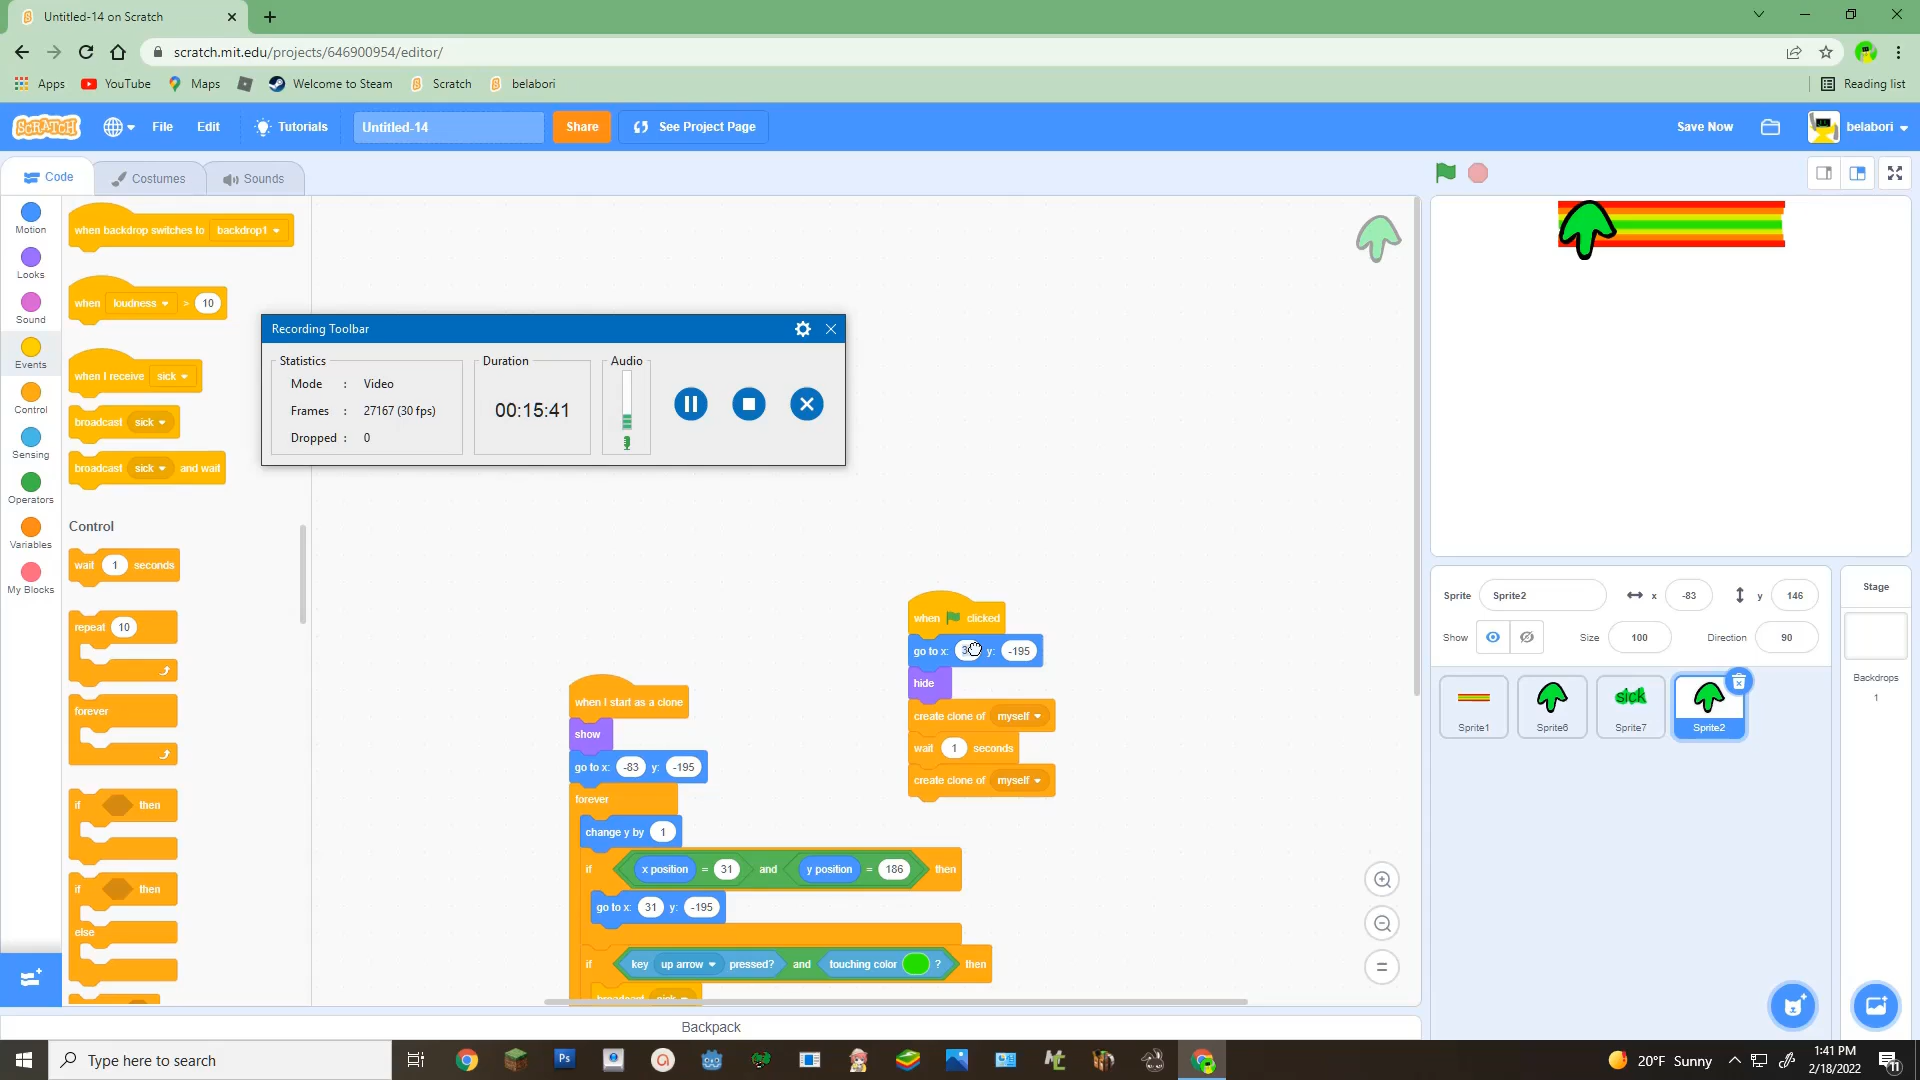 Untitled-14 on Scratch
scratch.mit.edu/projects/646900954/editor/
Apps YouTube Maps Welcome to Steam Scratch belabori Reading list
SCRATCH File Edit Tutorials Untitled-14 Share See Project Page Save Now belabori
Code Costumes Sounds
Motion
Looks
Sound
Events
Control
Sensing
Operators
Variables
My Blocks
when backdrop switches to backdrop1
when loudness > 10
when I receive sick
broadcast sick
broadcast sick and wait
Control
wait 1 seconds
repeat 10
forever
if then
if then
else
Recording Toolbar
Statistics Duration Audio
Mode : Video
Frames : 27167 (30 fps)
Dropped : 0
00:15:41
when clicked
go to x: y: -195
hide
create clone of myself
wait 1 seconds
create clone of myself
when I start as a clone
show
go to x: -83 y: -195
forever
change y by 1
if x position = 31 and y position = 186 then
go to x: 31 y: -195
if key up arrow pressed? and touching color ? then
broadcast sick
Backpack
Sprite Sprite2 x -83 y 146
Show Size 100 Direction 90
Stage
Backdrops
1
sick
Sprite1 Sprite6 Sprite7 Sprite2
Type here to search
Ps
20°F Sunny
1:41 PM
2/18/2022
11